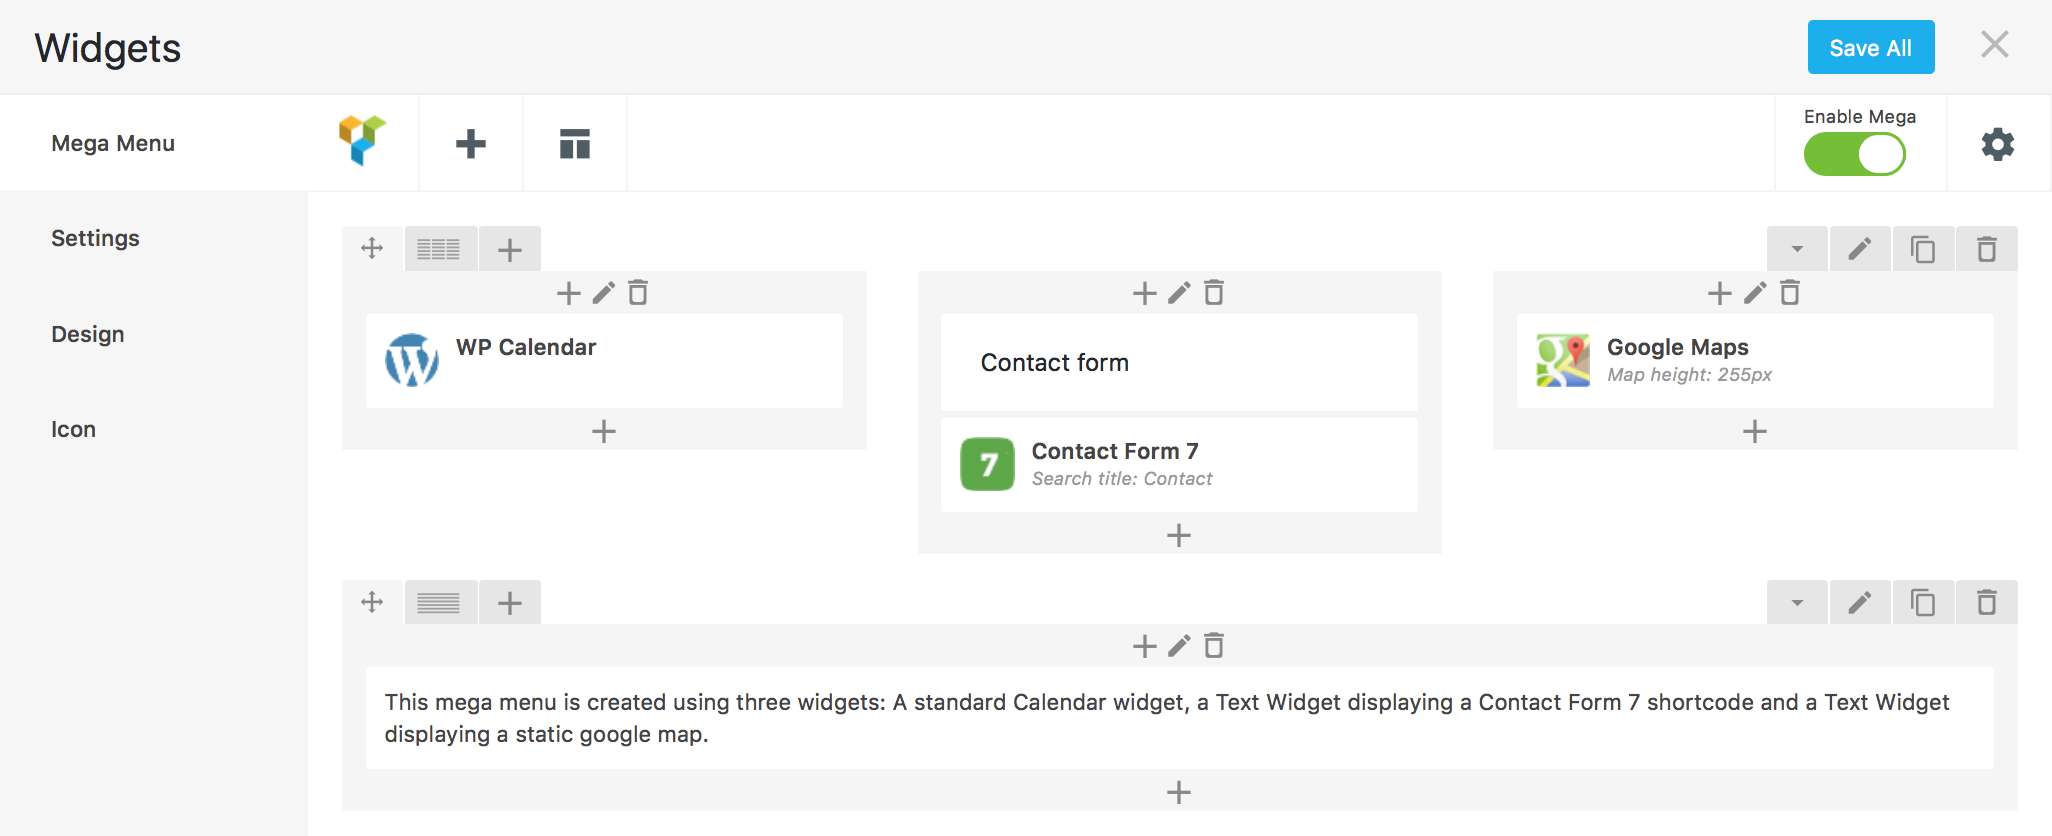 Widgets
Save All
Mega Menu
Enable Mega
Settings
Design
Icon
WP Calendar
Contact form
7
Contact Form 7
Search title: Contact
Google Maps
Map height: 255px
This mega menu is created using three widgets: A standard Calendar widget, a Text Widget displaying a Contact Form 7 shortcode and a Text Widget
displaying a static google map.